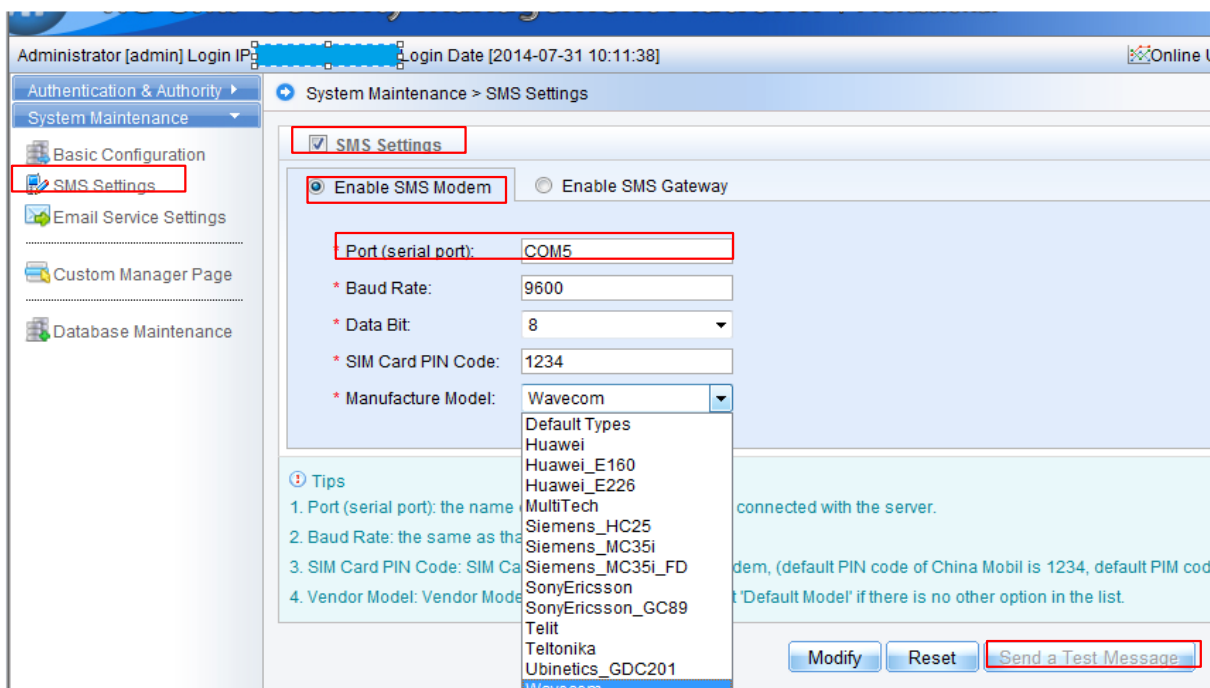 Administrator [admin] Login IP
Login Date [2014-07-31 10:11:38]
Online
Authentication & Authority
System Maintenance
Basic Configuration
SMS Settings
Email Service Settings
Custom Manager Page
Database Maintenance
System Maintenance > SMS Settings
SMS Settings
Enable SMS Modem
Enable SMS Gateway
* Port (serial port): COM5
* Baud Rate: 9600
* Data Bit: 8
* SIM Card PIN Code: 1234
* Manufacture Model: Wavecom
Default Types
Huawei
Huawei_E160
Huawei_E226
MultiTech
Siemens_HC25
Siemens_MC35i
Siemens_MC35i_FD
SonyEricsson
SonyEricsson_GC89
Telit
Teltonika
Ubinetics_GDC201
Wavecom
Tips
1. Port (serial port): the name connected with the server.
2. Baud Rate: the same as
3. SIM Card PIN Code: SIM (default PIN code of China Mobil is 1234, default PIM
4. Vendor Model: Vendor 'Default Model' if there is no other option in the list.
Modify
Reset
Send a Test Message